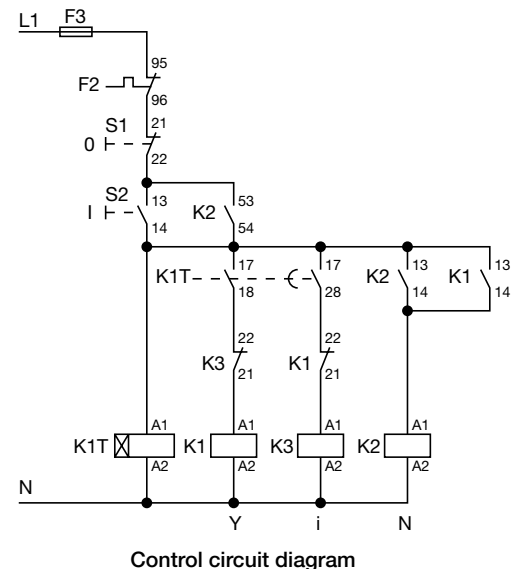 L1 F3
95
F2
96
S1 21
0
22
S2 13 53
I K2
14 54
17 17 13 13
K1T K2 K1
18 28 14 14
22 22
K3 K1
21 21
A1 A1 A1 A1
K1T K1 K3 K2
A2 A2 A2 A2
N
Y i N
Control circuit diagram